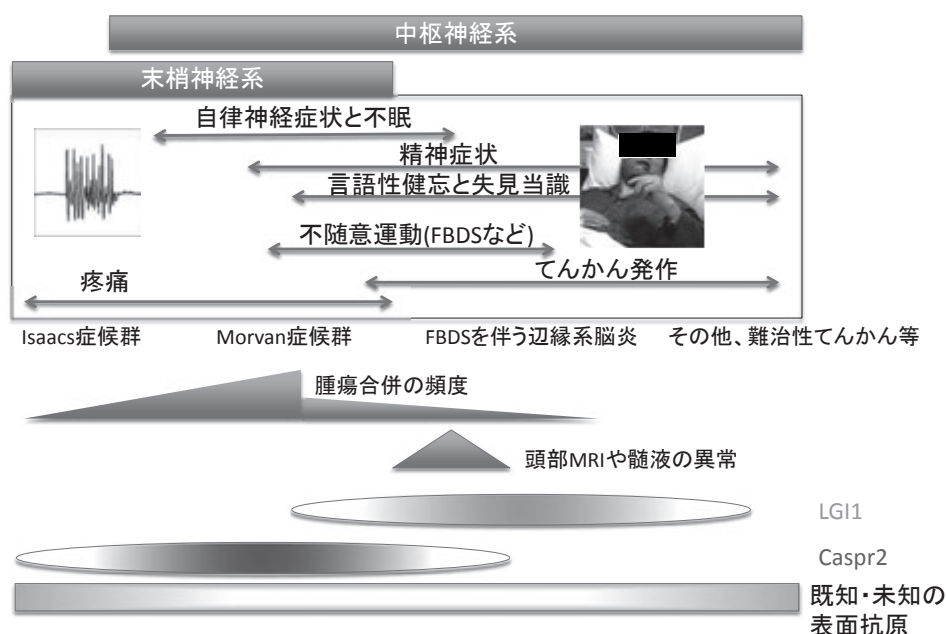 中枢神経系
末梢神経系
自律神経症状と不眠
精神症状
言語性健忘と失見当識
不随意運動(FBDSなど)
てんかん発作
疼痛
Isaacs症候群
Morvan症候群
FBDSを伴う辺縁系脳炎
その他、難治性てんかん等
腫瘍合併の頻度
頭部MRIや髄液の異常
LGI1
Caspr2
既知・未知の
表面抗原